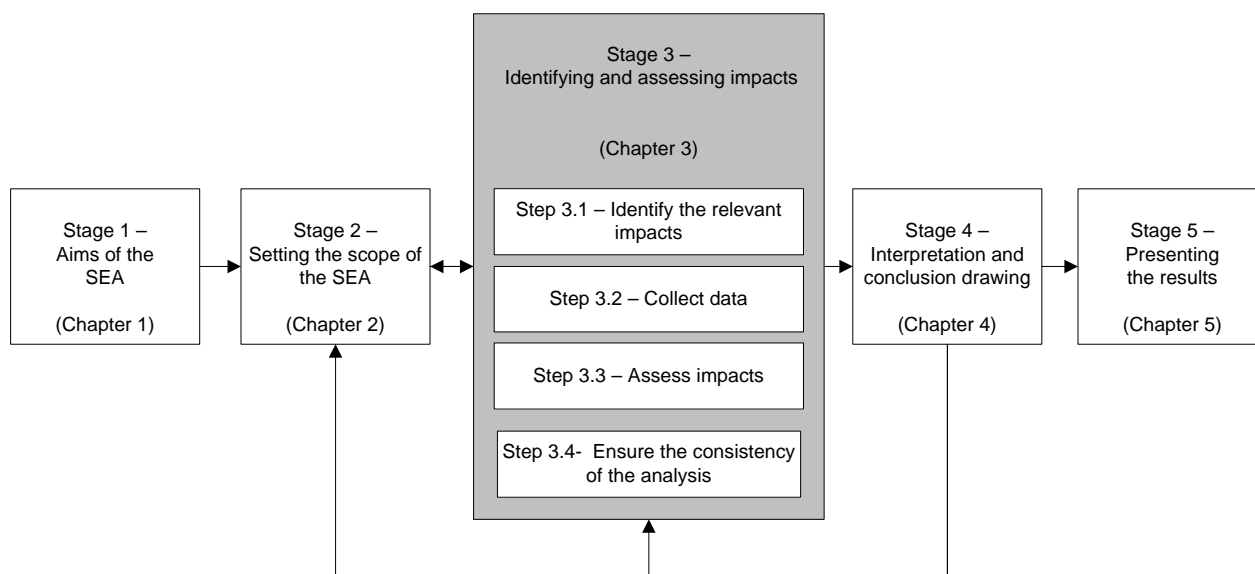 Stage 1 –
Aims of the
SEA
(Chapter 1)
Stage 2 –
Setting the scope of
the SEA
(Chapter 2)
Stage 3 –
Identifying and assessing impacts
(Chapter 3)
Step 3.1 – Identify the relevant
impacts
Step 3.2 – Collect data
Step 3.3 – Assess impacts
Step 3.4-  Ensure the consistency
of the analysis
Stage 4 –
Interpretation and
conclusion drawing
(Chapter 4)
Stage 5 –
Presenting
the results
(Chapter 5)